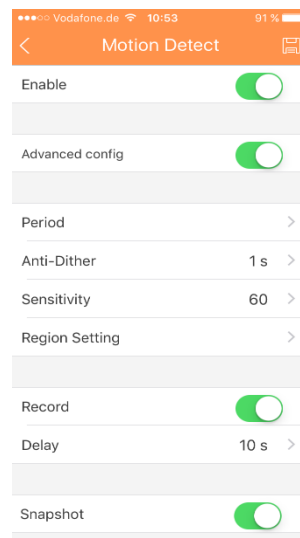 Vodafone.de 10:53 91 %
Motion Detect
Enable
Advanced config
Period
Anti-Dither 1 s
Sensitivity 60
Region Setting
Record
Delay 10 s
Snapshot